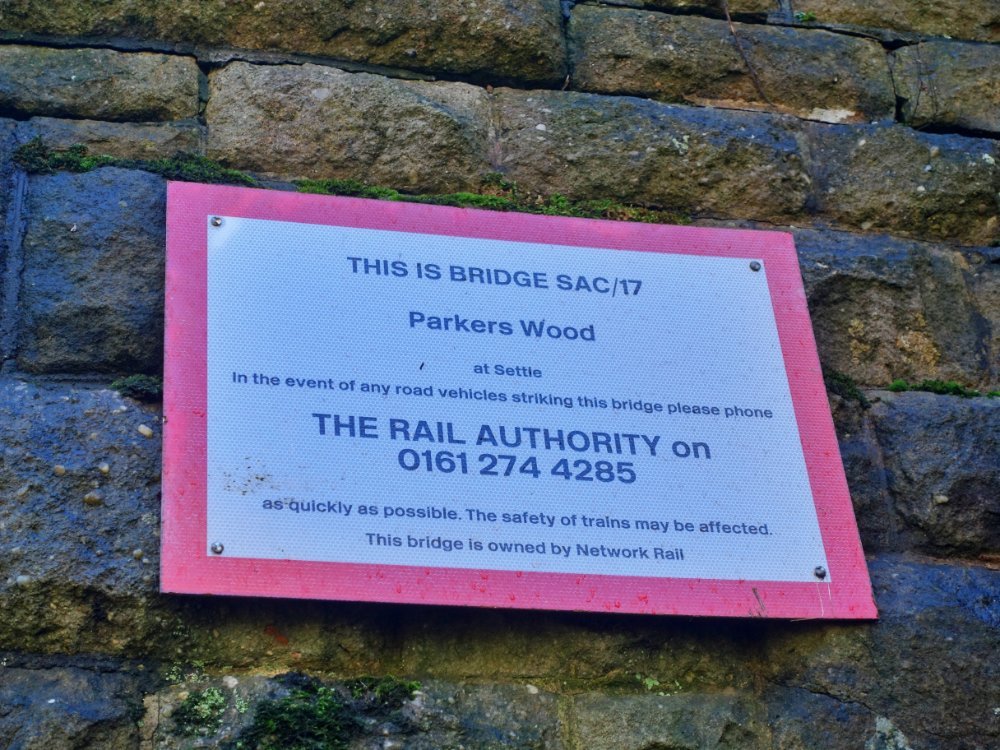 THIS IS BRIDGE SAC/17
Parkers Wood
at Settle
In the event of any road vehicles striking this bridge please phone
THE RAIL AUTHORITY on
0161 274 4285
as quickly as possible. The safety of trains may be affected.
This bridge is owned by Network Rail